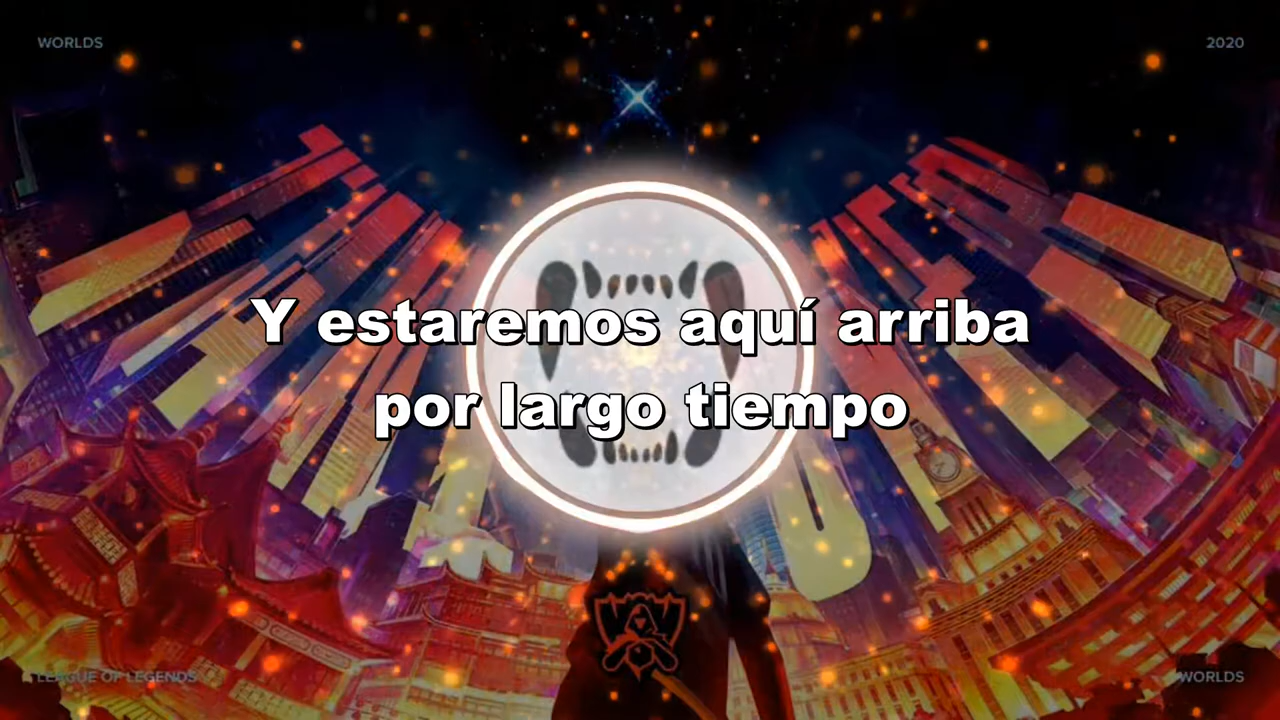 WORLDS
2020
Y estaremos aquí arriba
por largo tiempo
LEAGUE OF LEGENDS
WORLDS